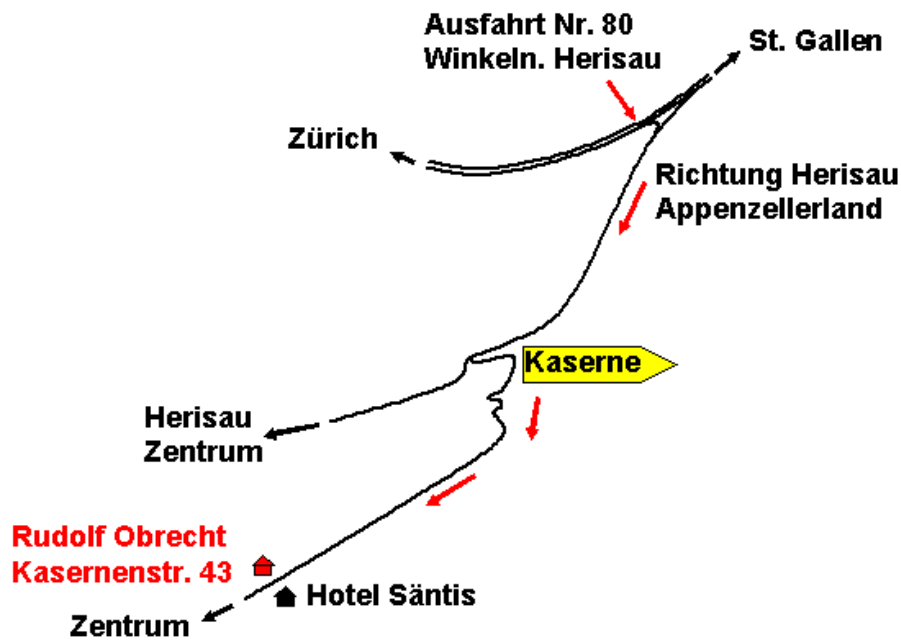 Ausfahrt Nr. 80
Winkeln. Herisau
St. Gallen
Zürich
Richtung Herisau
Appenzellerland
Kaserne
Herisau
Zentrum
Rudolf Obrecht
Kasernenstr. 43
Hotel Säntis
Zentrum